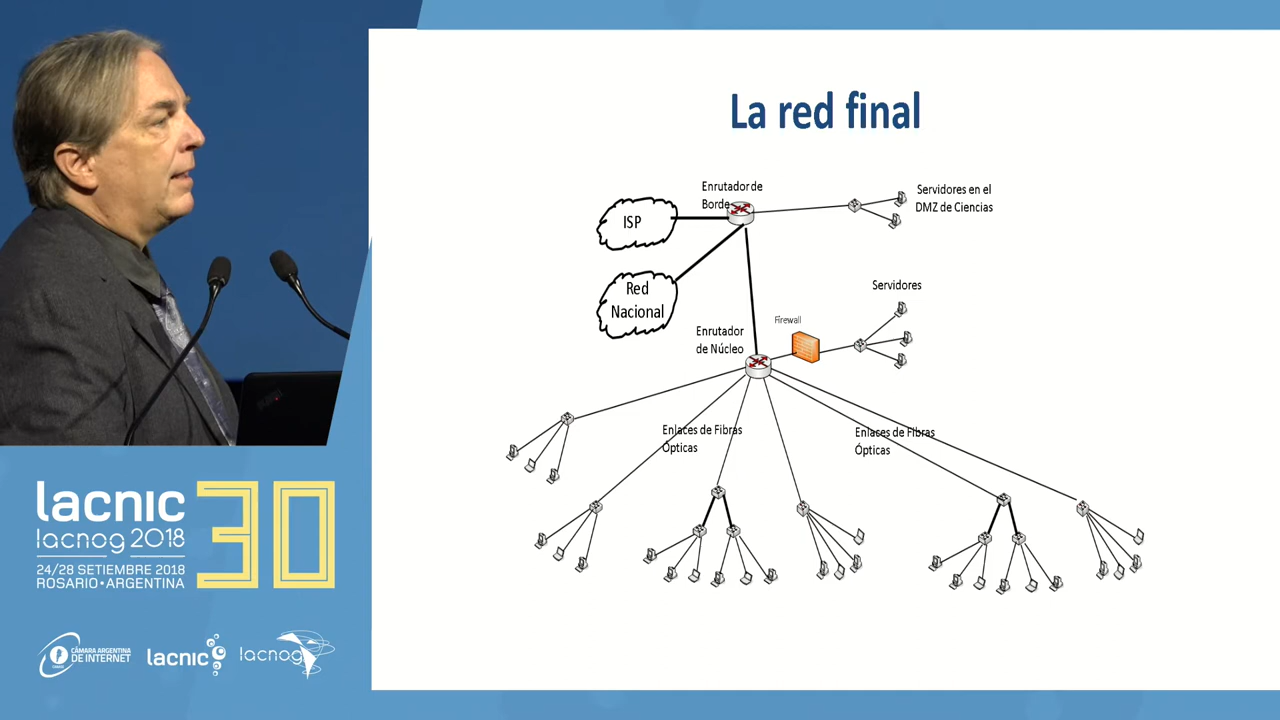 La red final
Enrutador de
Borde
Servidores en el
DMZ de Ciencias
ISP
Red
Nacional
Servidores
Firewall
Enrutador
de Núcleo
Enlaces de Fibras
Ópticas
Enlaces de Fibras
Ópticas
lacnic 30
lacnog 2018
24/28 SETIEMBRE 2018
ROSARIO•ARGENTINA
CÁMARA ARGENTINA
DE INTERNET
lacnic
lacnog